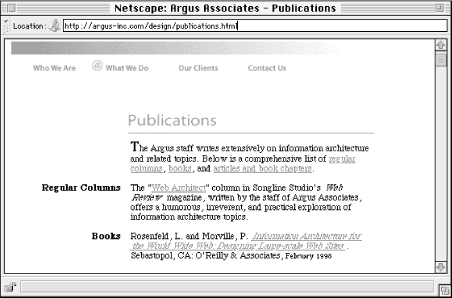 Netscape: Argus Associates - Publications
Location: http://argus-inc.com/design/publications.html
Who We Are @ What We Do Our Clients Contact Us
Publications
The Argus staff writes extensively on information architecture
and related topics. Below is a comprehensive list of regular
columns, books, and articles and book chapters.
Regular Columns The "Web Architect" column in Songline Studio's Web
Review magazine, written by the staff of Argus Associates,
offers a humorous, irreverent, and practical exploration of
information architecture topics.
Books Rosenfeld, L. and Morville, P. Information Architecture for
the World Wide Web: Designing Large-scale Web Sites.
Sebastopol, CA: O'Reilly & Associates, February 1998